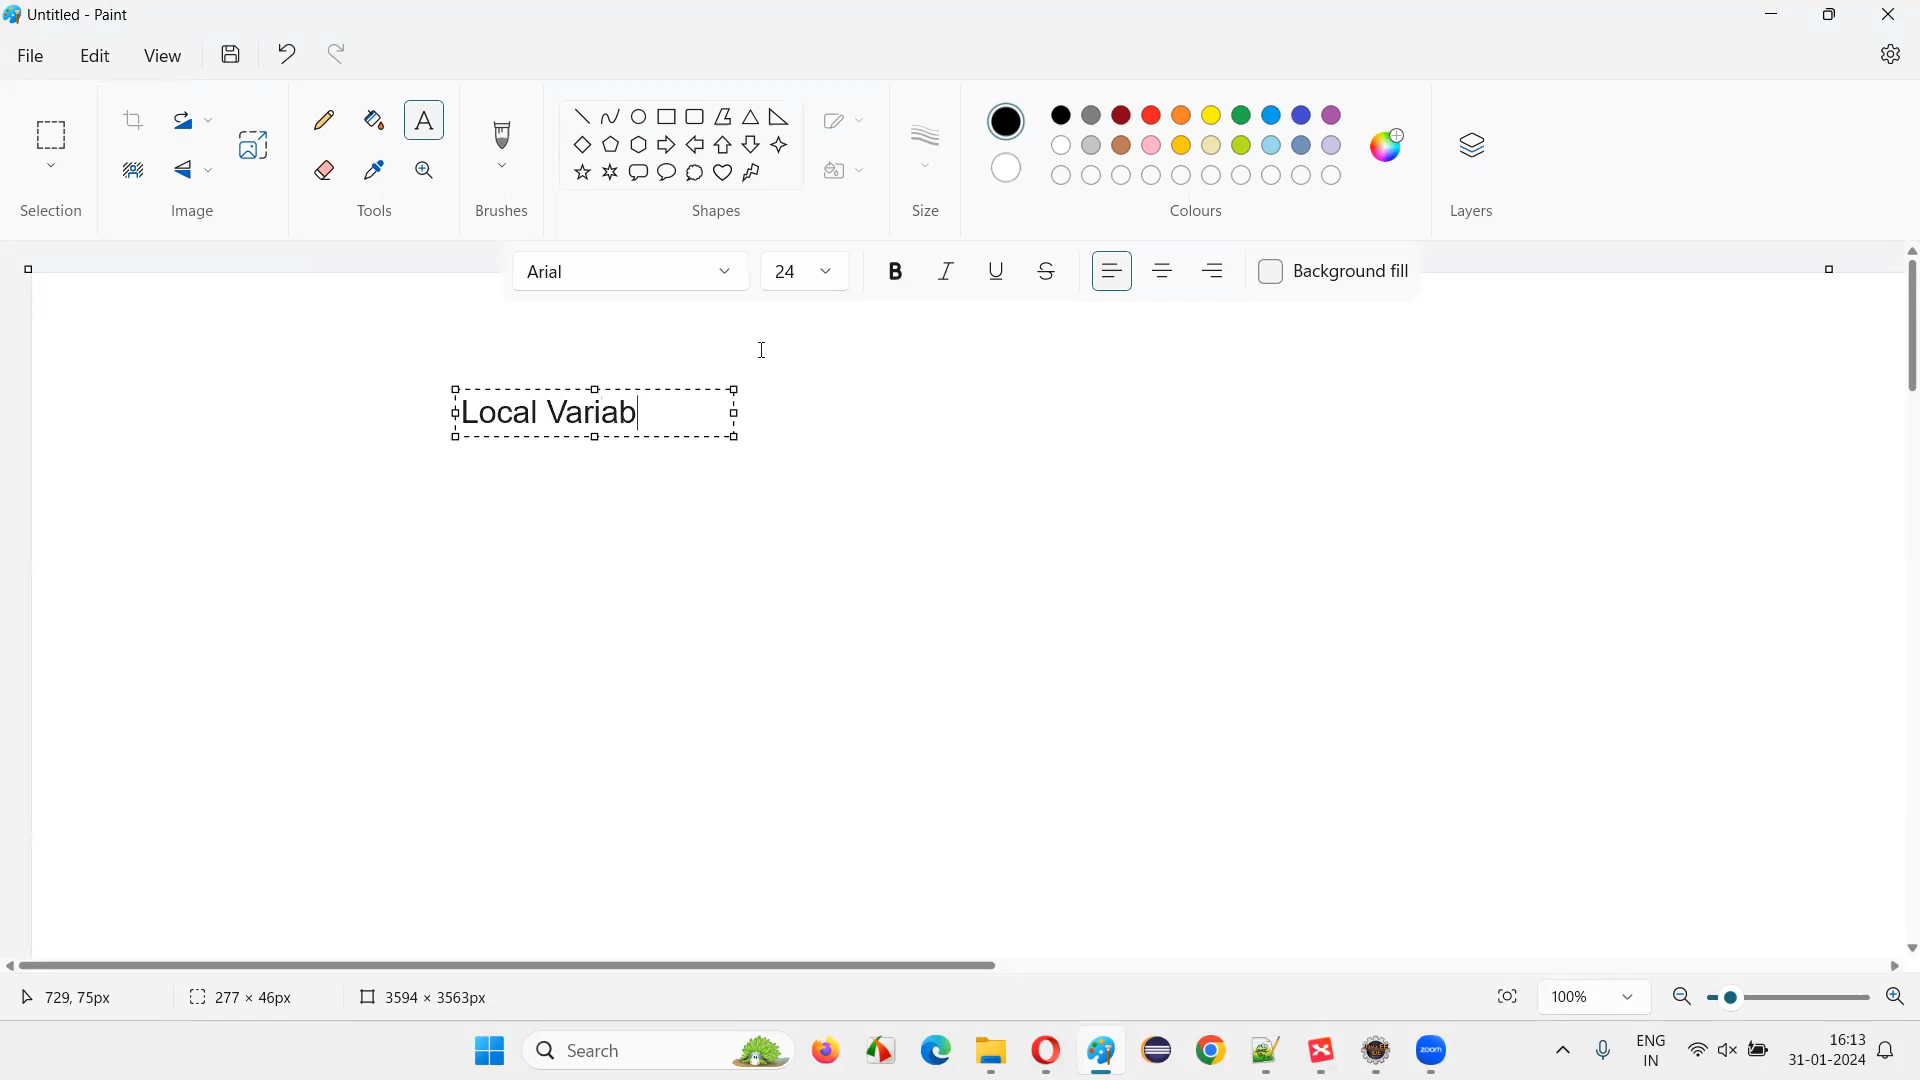 Untitled - Paint
File Edit View
Selection Image Tools Brushes Shapes Size Colours Layers
Arial 24 B I U S Background fill
Local Variab
729, 75px 277 × 46px 3594 × 3563px 100%
Search zoom ENG 16:13
IN 31-01-2024